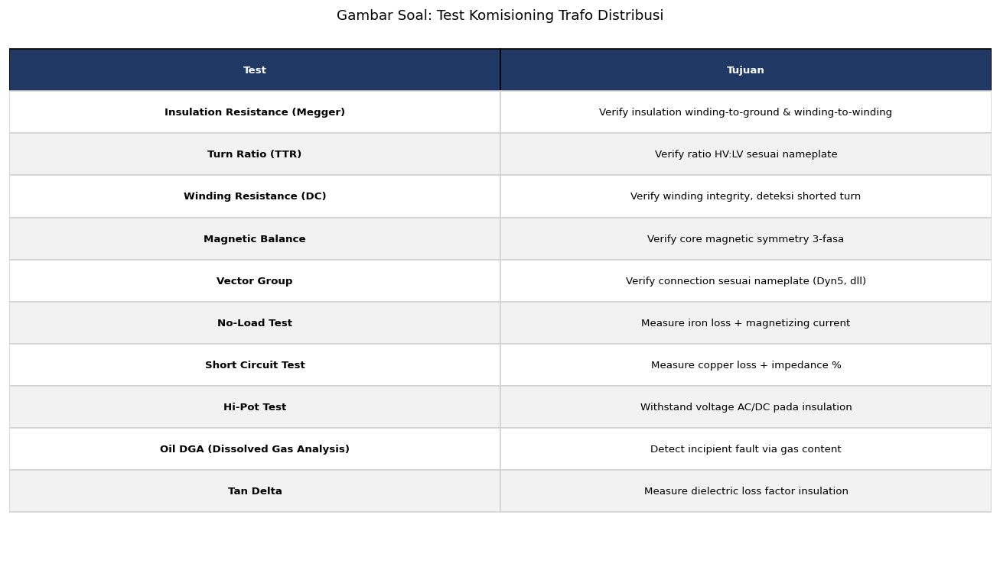 Gambar Soal: Test Komisioning Trafo Distribusi
Test Tujuan
Insulation Resistance (Megger) Verify insulation winding-to-ground & winding-to-winding
Turn Ratio (TTR) Verify ratio HV:LV sesuai nameplate
Winding Resistance (DC) Verify winding integrity, deteksi shorted turn
Magnetic Balance Verify core magnetic symmetry 3-fasa
Vector Group Verify connection sesuai nameplate (Dyn5, dll)
No-Load Test Measure iron loss + magnetizing current
Short Circuit Test Measure copper loss + impedance %
Hi-Pot Test Withstand voltage AC/DC pada insulation
Oil DGA (Dissolved Gas Analysis) Detect incipient fault via gas content
Tan Delta Measure dielectric loss factor insulation